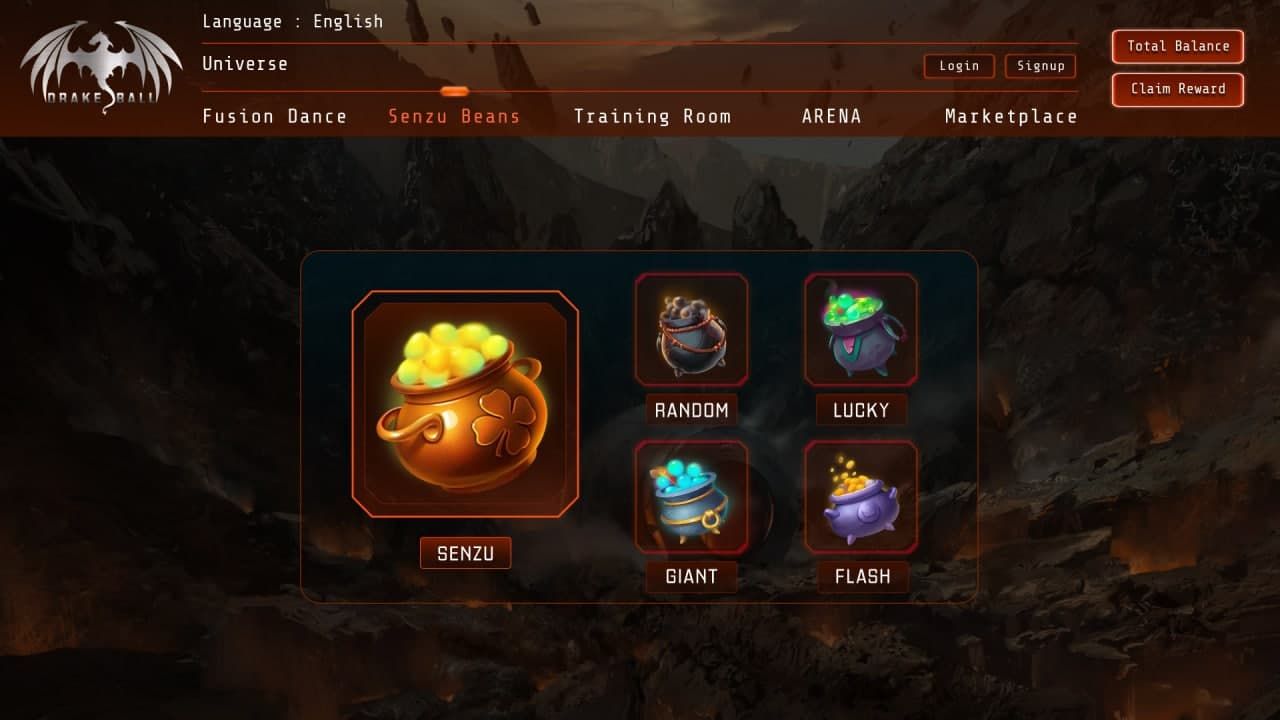 Language : English
DRAKE BALL
Universe
Login
Signup
Total Balance
Claim Reward
Fusion Dance
Senzu Beans
Training Room
ARENA
Marketplace
RANDOM
LUCKY
SENZU
GIANT
FLASH